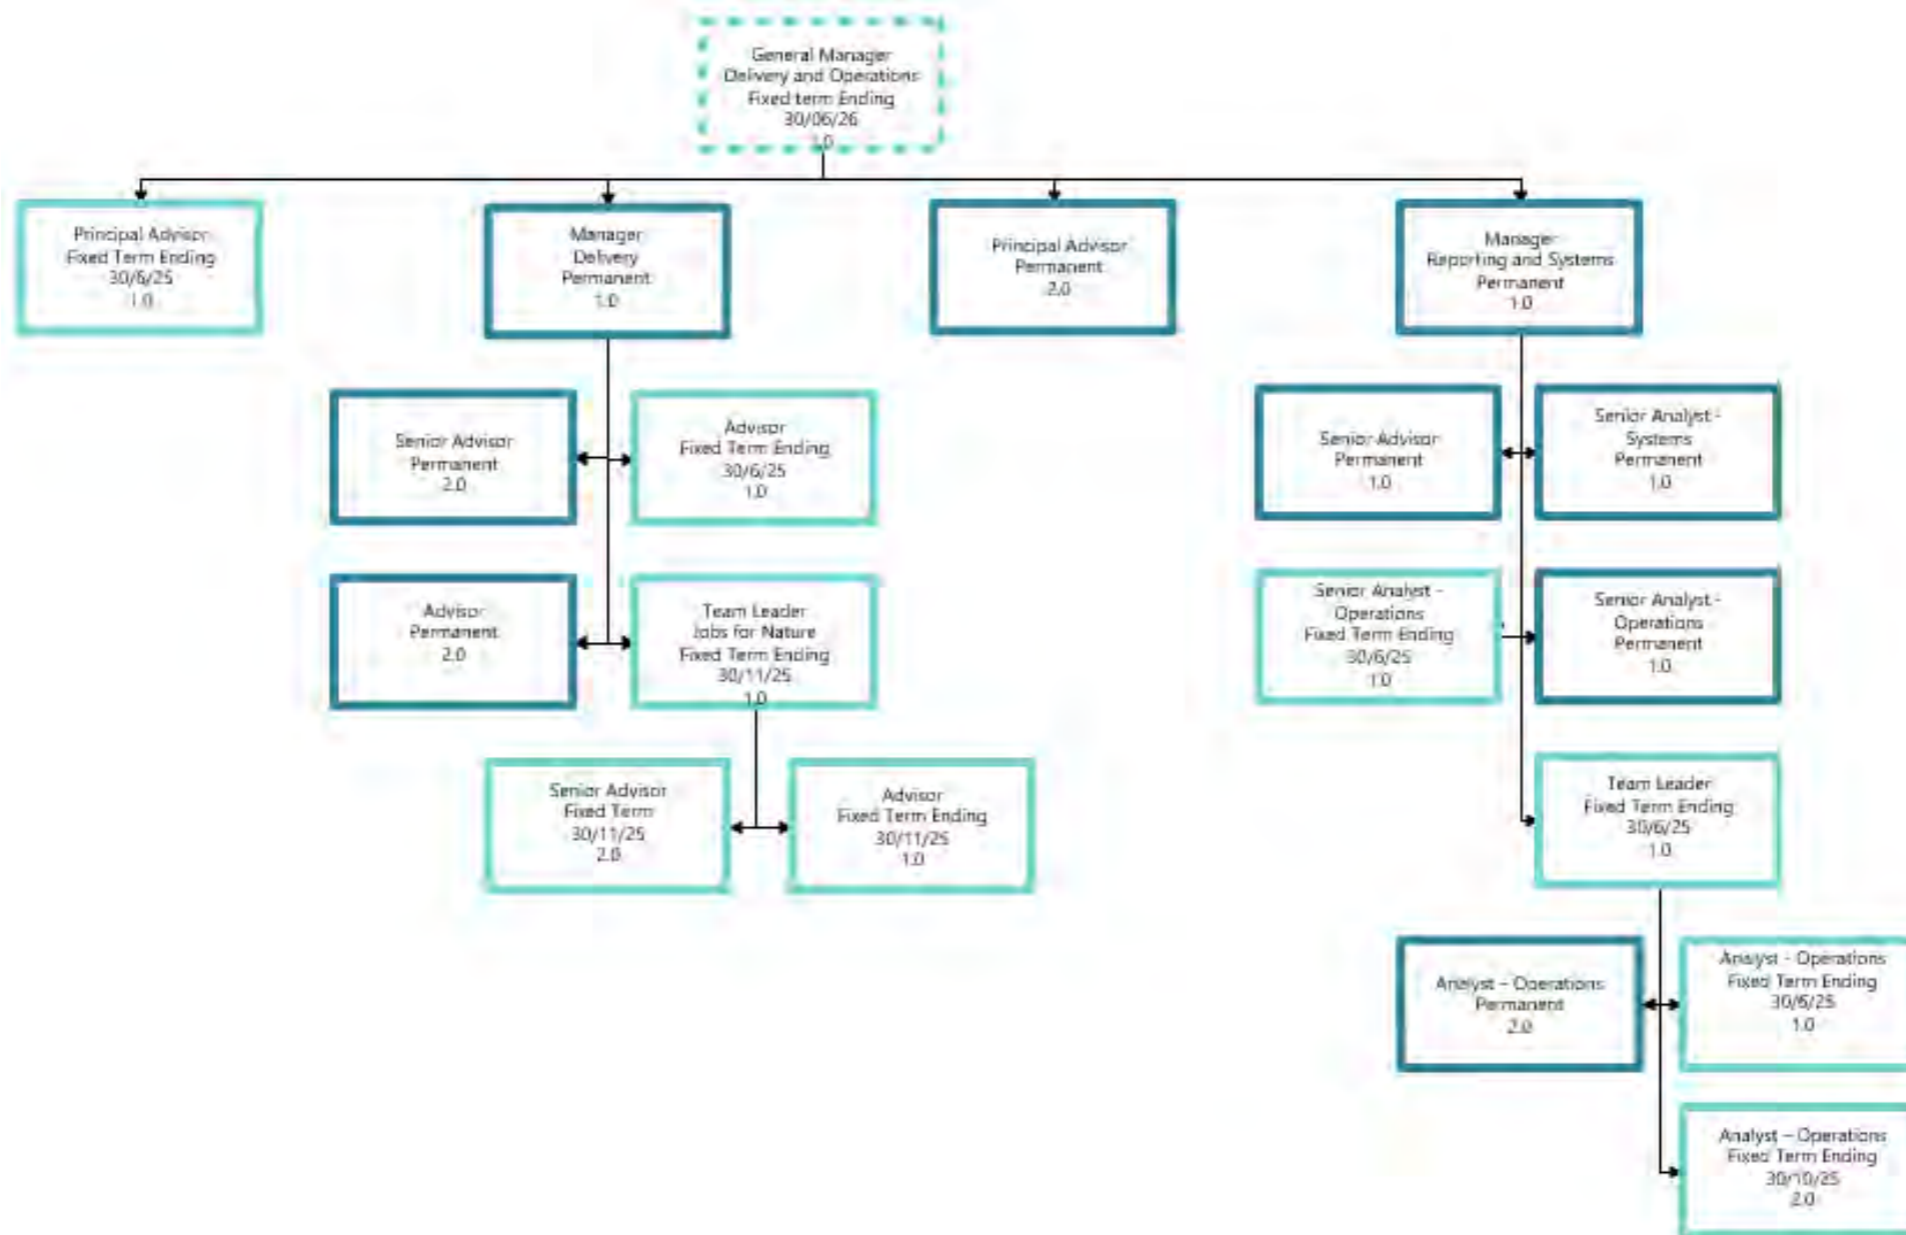 General Manager
Delivery and Operations
Fixed term Ending
30/06/26
1.0
Principal Advisor
Fixed Term Ending
30/6/25
1.0
Manager
Delivery
Permanent
1.0
Principal Advisor
Permanent
2.0
Manager
Reporting and Systems
Permanent
1.0
Senior Advisor
Permanent
2.0
Advisor
Fixed Term Ending
30/6/25
1.0
Senior Advisor
Permanent
1.0
Senior Analyst -
Systems
Permanent
1.0
Advisor
Permanent
2.0
Team Leader
Jobs for Nature
Fixed Term Ending
30/11/25
1.0
Senior Analyst -
Operations
Fixed Term Ending
30/6/25
1.0
Senior Analyst -
Operations
Permanent
1.0
Senior Advisor
Fixed Term
30/11/25
2.0
Advisor
Fixed Term Ending
30/11/25
1.0
Team Leader
Fixed Term Ending
30/6/25
1.0
Analyst – Operations
Permanent
2.0
Analyst - Operations
Fixed Term Ending
30/6/25
1.0
Analyst – Operations
Fixed Term Ending
30/10/25
2.0